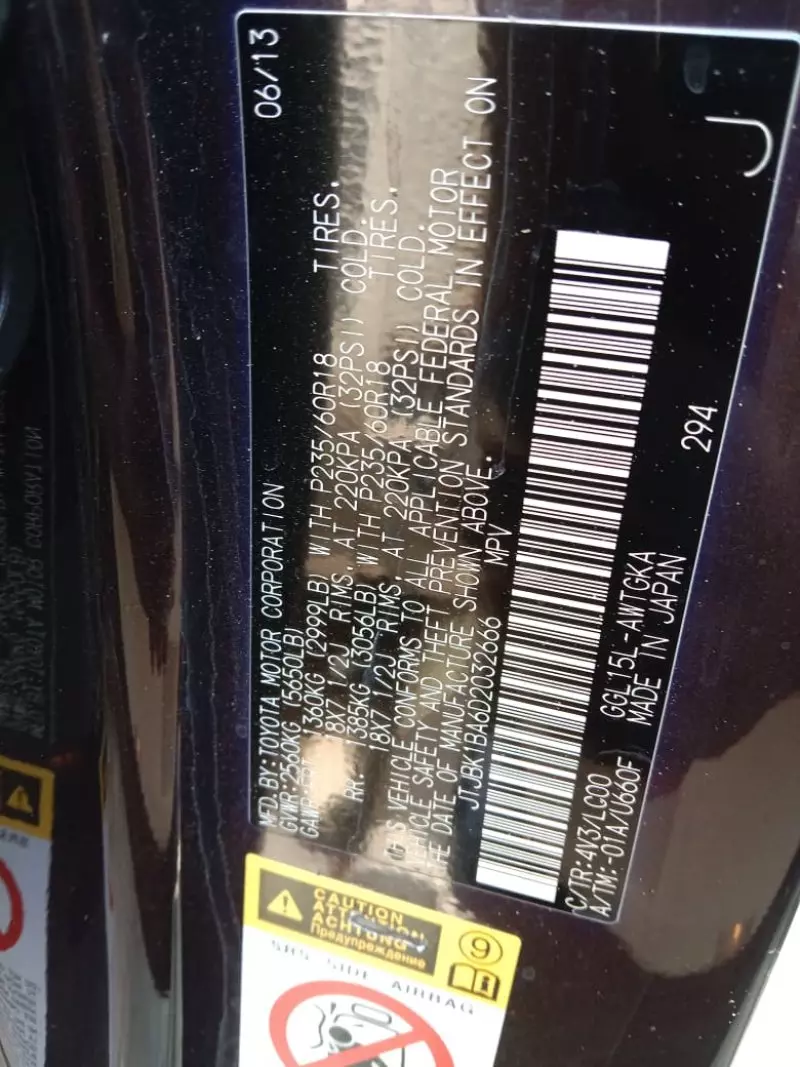 MFD. BY: TOYOTA MOTOR CORPORATION 06/13
GVWR: 2560KG (5650LB)
GAWR: FRT 1360KG (2999LB) WITH P235/60R18 TIRES,
18X7 1/2J RIMS, AT 220KPA (32PSI) COLD.
RR: 1385KG (3056LB) WITH P235/60R18 TIRES,
18X7 1/2J RIMS, AT 220KPA (32PSI) COLD.
THIS VEHICLE CONFORMS TO ALL APPLICABLE FEDERAL MOTOR
VEHICLE SAFETY AND THEFT PREVENTION STANDARDS IN EFFECT ON
THE DATE OF MANUFACTURE SHOWN ABOVE.
JTJBK1BA6D2032666 MPV
C/TR: 4V3/LC00 GGL15L-AWTGKA 294
A/TM: -01A/U660F MADE IN JAPAN
J
CAUTION
ATTENTION
ACHTUNG
Предупреждение
9
SRS SIDE AIRBAG